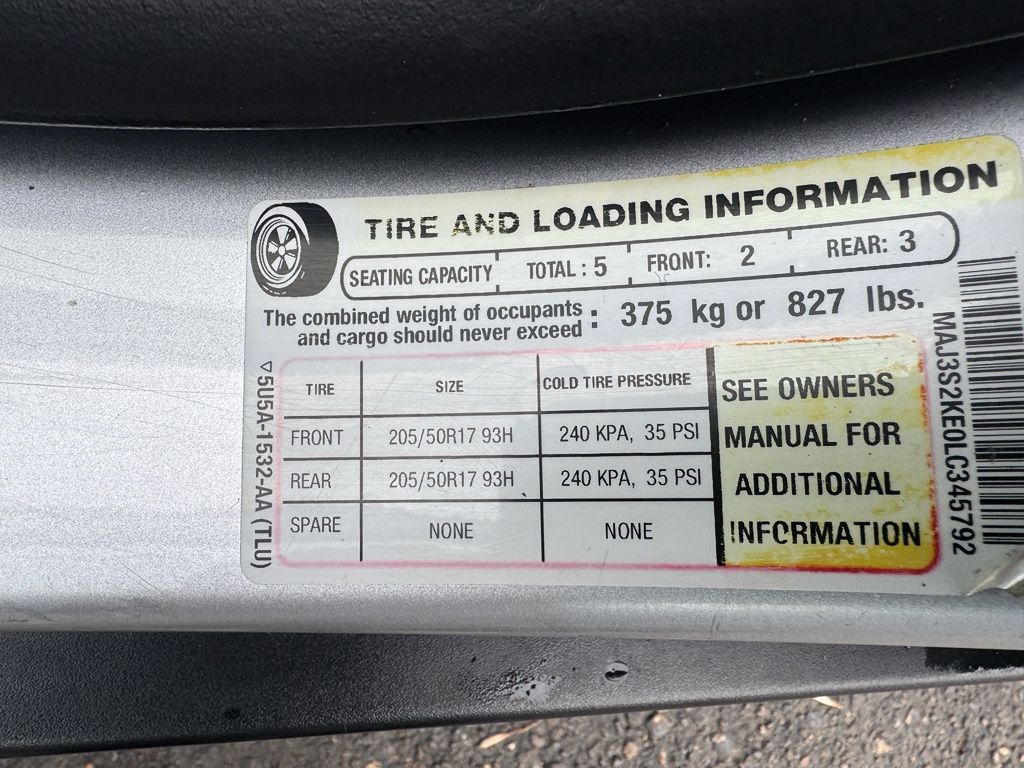 TIRE AND LOADING INFORMATION
SEATING CAPACITY TOTAL : 5 FRONT: 2 REAR: 3
The combined weight of occupants
and cargo should never exceed : 375 kg or 827 lbs.
TIRE SIZE COLD TIRE PRESSURE
FRONT 205/50R17 93H 240 KPA, 35 PSI
REAR 205/50R17 93H 240 KPA, 35 PSI
SPARE NONE NONE
SEE OWNERS
MANUAL FOR
ADDITIONAL
INFORMATION
5U5A-1532-AA (TLU)
MAJ3S2KE0LC345792